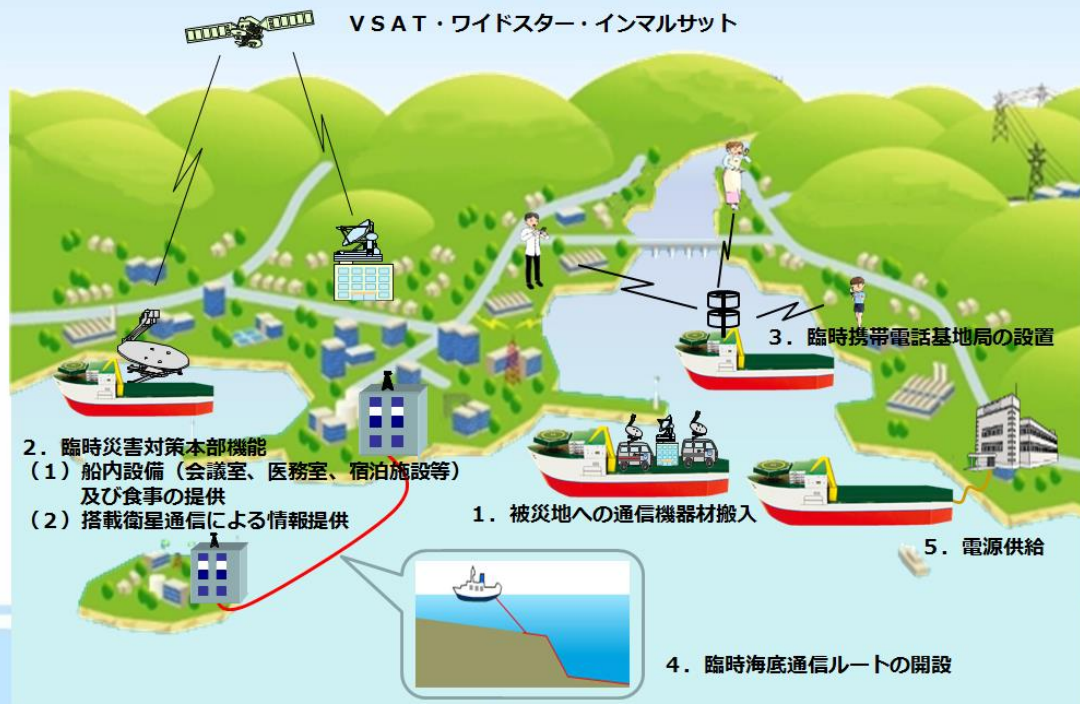 ＶＳＡＴ・ワイドスター・インマルサット
３．臨時携帯電話基地局の設置
２．臨時災害対策本部機能
（１）船内設備（会議室、医務室、宿泊施設等）
及び食事の提供
（２）搭載衛星通信による情報提供
１．被災地への通信機器材搬入
５．電源供給
４．臨時海底通信ルートの開設